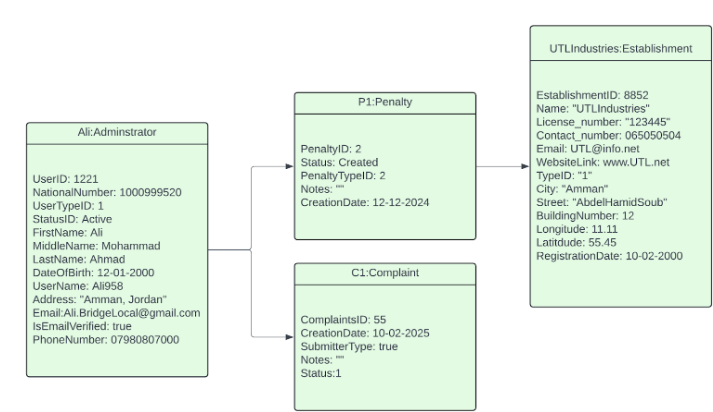 Ali:Adminstrator
UserID: 1221
NationalNumber: 1000999520
UserTypeID: 1
StatusID: Active
FirstName: Ali
MiddleName: Mohammad
LastName: Ahmad
DateOfBirth: 12-01-2000
UserName: Ali958
Address: "Amman, Jordan"
Email:Ali.BridgeLocal@gmail.com
IsEmailVerified: true
PhoneNumber: 07980807000
P1:Penalty
PenaltyID: 2
Status: Created
PenaltyTypeID: 2
Notes: ""
CreationDate: 12-12-2024
C1:Complaint
ComplaintsID: 55
CreationDate: 10-02-2025
SubmitterType: true
Notes: ""
Status:1
UTLIndustries:Establishment
EstablishmentID: 8852
Name: "UTLIndustries"
License_number: "123445"
Contact_number: 065050504
Email: UTL@info.net
WebsiteLink: www.UTL.net
TypeID: "1"
City: "Amman"
Street: "AbdelHamidSoub"
BuildingNumber: 12
Longitude: 11.11
Latitdude: 55.45
RegistrationDate: 10-02-2000